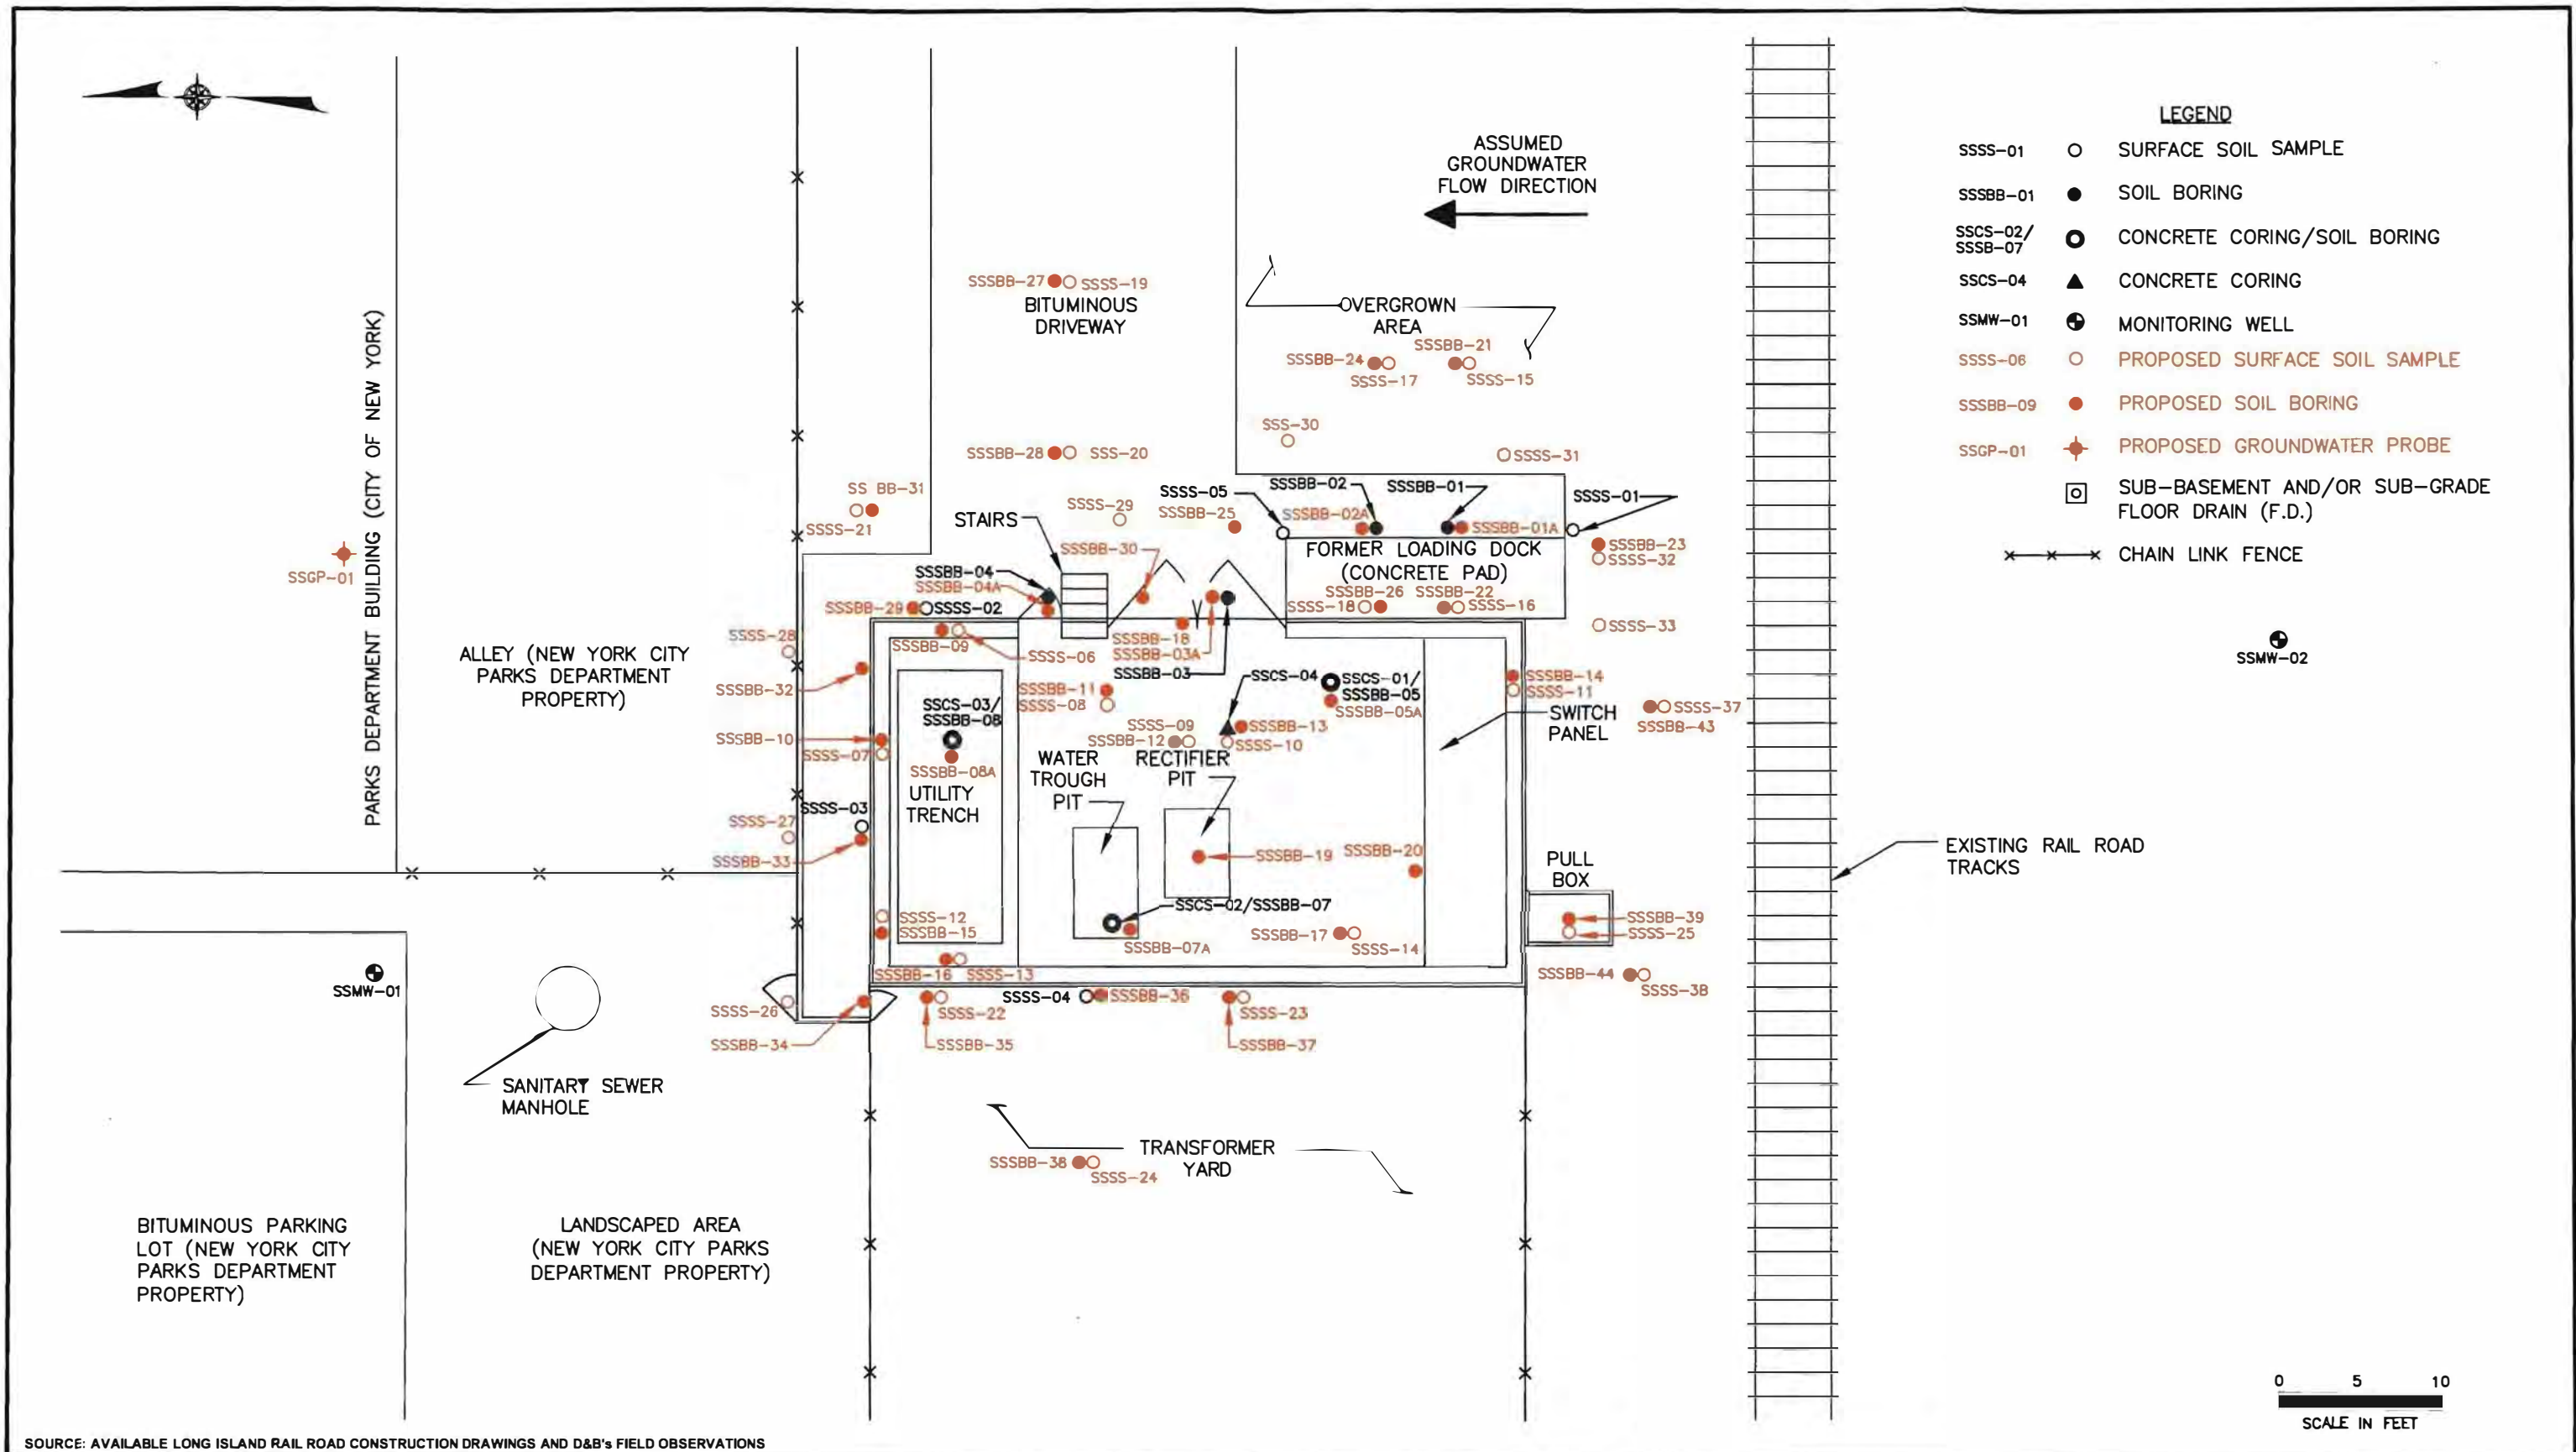 ASSUMED
GROUNDWATER
FLOW DIRECTION
LEGEND
SSSS-01 SURFACE SOIL SAMPLE
SSSBB-01 SOIL BORING
SSCS-02/
SSSB-07
CONCRETE CORING/SOIL BORING
SSCS-04 CONCRETE CORING
SSMW-01 MONITORING WELL
SSSS-06 PROPOSED SURFACE SOIL SAMPLE
SSSBB-09 PROPOSED SOIL BORING
SSGP-01 PROPOSED GROUNDWATER PROBE
SUB-BASEMENT AND/OR SUB-GRADE
FLOOR DRAIN (F.D.)
CHAIN LINK FENCE
SSMW-02
PARKS DEPARTMENT BUILDING (CITY OF NEW YORK)
SSGP-01
ALLEY (NEW YORK CITY
PARKS DEPARTMENT
PROPERTY)
SSSBB-27
SSSS-19
BITUMINOUS
DRIVEWAY
OVERGROWN
AREA
SSSBB-21
SSSBB-24
SSSS-17
SSSS-15
SSS-30
SSSS-31
SSSBB-28
SSS-20
SS BB-31
SSSS-21
STAIRS
SSSS-29
SSSS-05
SSSBB-25
SSSBB-02
SSSBB-01
SSSS-01
SSSBB-02A
SSSBB-01A
FORMER LOADING DOCK
(CONCRETE PAD)
SSSBB-23
SSSS-32
SSSBB-26
SSSBB-22
SSSS-18
SSSS-16
SSSS-33
SSSBB-30
SSSBB-04
SSSBB-04A
SSSBB-29
SSSS-02
SSSS-28
SSSBB-09
SSSS-06
SSSBB-18
SSSBB-03A
SSSBB-03
SSSBB-32
SSSBB-11
SSSS-08
SSCS-04
SSCS-01/
SSSBB-05
SSSBB-05A
SSSBB-14
SSSS-11
SWITCH
PANEL
SSSS-37
SSSBB-43
SSCS-03/
SSSBB-08
SSSBB-10
SSSS-07
SSSS-09
SSSBB-12
SSSBB-13
SSSS-10
SSSBB-08A
UTILITY
TRENCH
WATER
TROUGH
PIT
RECTIFIER
PIT
SSSS-03
SSSS-27
SSSBB-33
SSSBB-19
SSSBB-20
PULL
BOX
EXISTING RAIL ROAD
TRACKS
SSCS-02/SSSBB-07
SSSS-12
SSSBB-15
SSSBB-07A
SSSBB-17
SSSS-14
SSSBB-39
SSSS-25
SSSBB-16
SSSS-13
SSSBB-44
SSSS-38
SSMW-01
SSSS-26
SSSS-22
SSSS-04
SSSBB-36
SSSS-23
SSSBB-34
SSSBB-35
SSSBB-37
SANITARY SEWER
MANHOLE
TRANSFORMER
YARD
SSSBB-38
SSSS-24
BITUMINOUS PARKING
LOT (NEW YORK CITY
PARKS DEPARTMENT
PROPERTY)
LANDSCAPED AREA
(NEW YORK CITY PARKS
DEPARTMENT PROPERTY)
0 5 10
SCALE IN FEET
SOURCE: AVAILABLE LONG ISLAND RAIL ROAD CONSTRUCTION DRAWINGS AND D&B's FIELD OBSERVATIONS